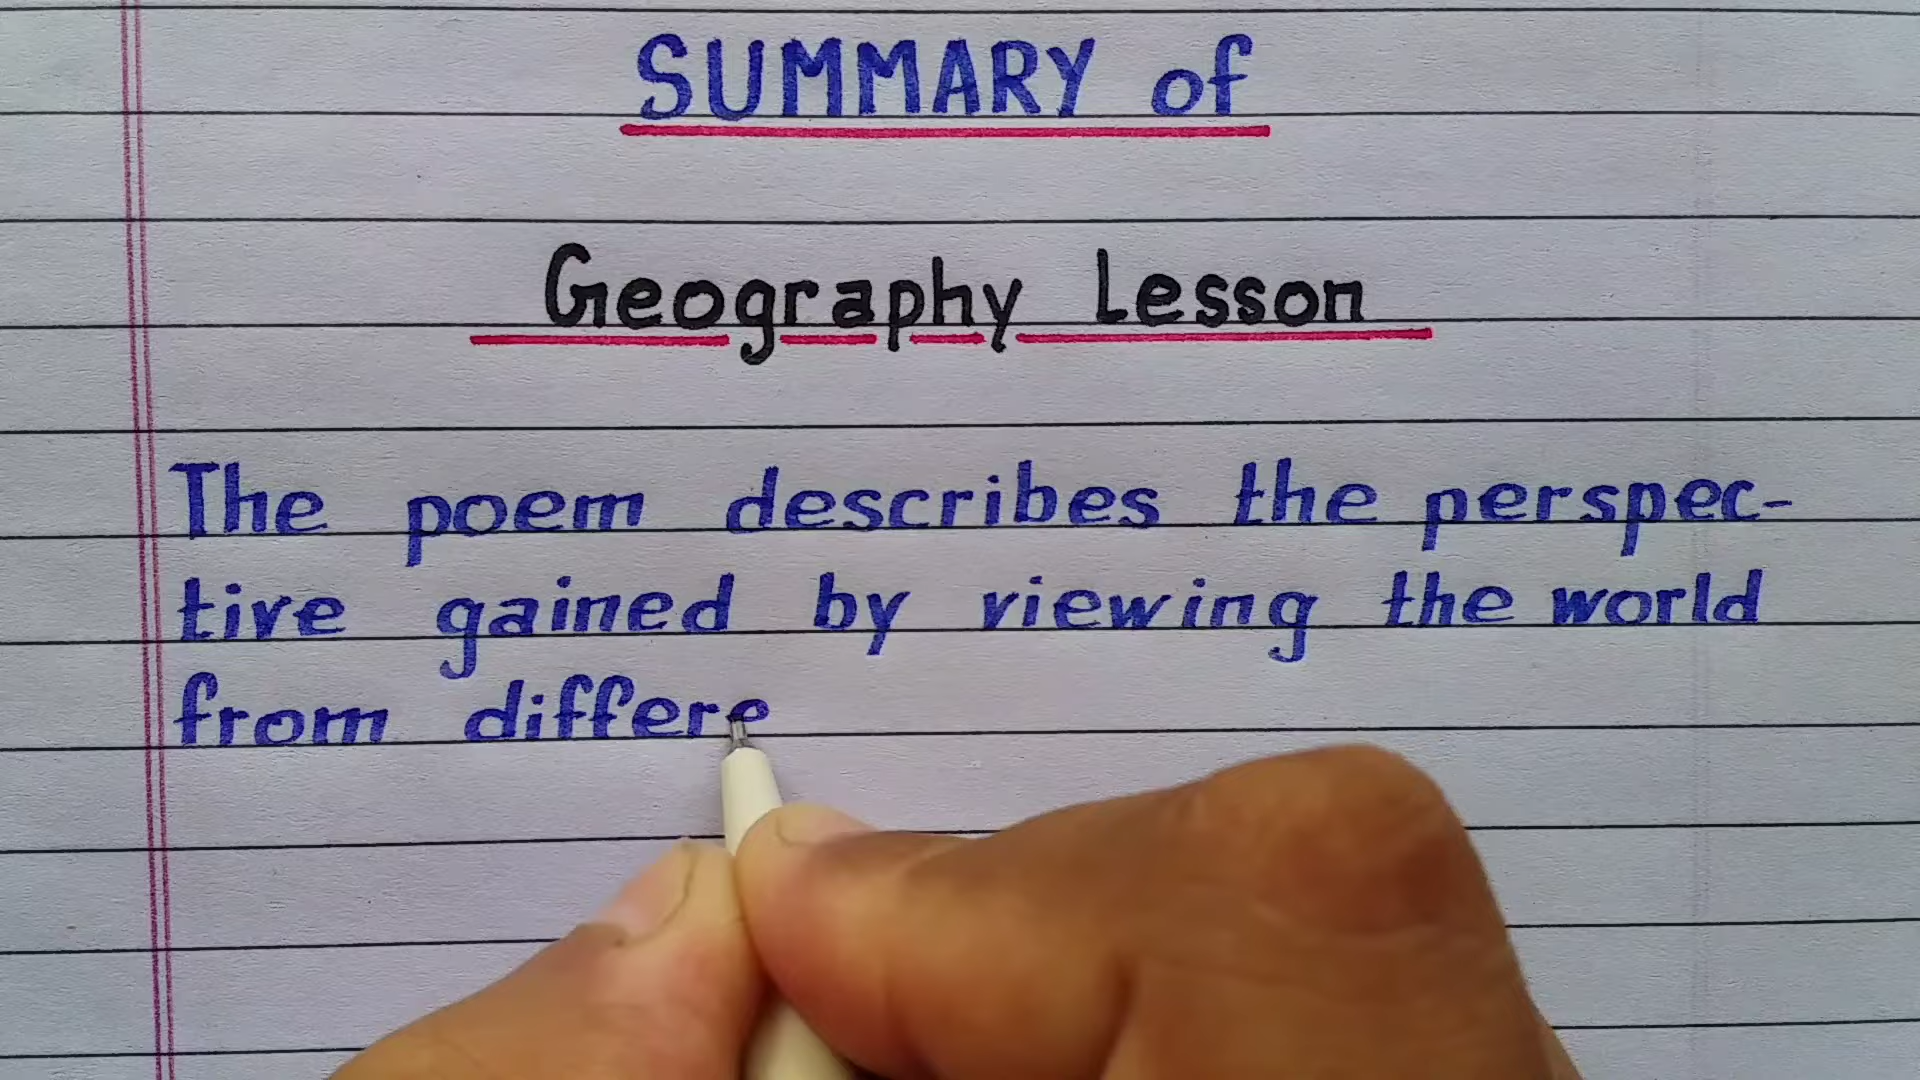 SUMMARY of
Geography Lesson
The poem describes the perspec-
tive gained by viewing the world
from differe